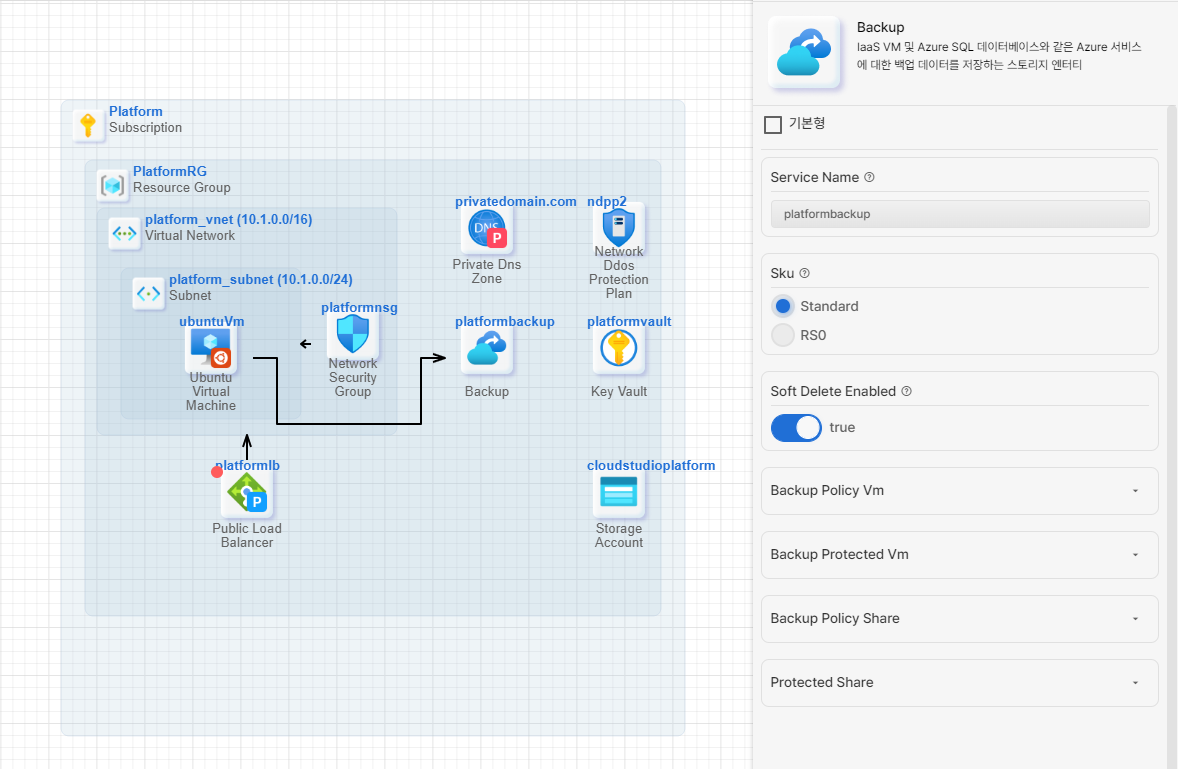 Platform
Subscription
PlatformRG
Resource Group
platform_vnet (10.1.0.0/16)
Virtual Network
platform_subnet (10.1.0.0/24)
Subnet
ubuntuVm
Ubuntu
Virtual
Machine
platformnsg
Network
Security
Group
privatedomain.com
DNS
P
Private Dns
Zone
ndpp2
Network
Ddos
Protection
Plan
platformbackup
Backup
platformvault
Key Vault
platformlb
P
Public Load
Balancer
cloudstudioplatform
Storage
Account
Backup
IaaS VM 및 Azure SQL 데이터베이스와 같은 Azure 서비스
에 대한 백업 데이터를 저장하는 스토리지 엔터티
기본형
Service Name
platformbackup
Sku
Standard
RS0
Soft Delete Enabled
true
Backup Policy Vm
Backup Protected Vm
Backup Policy Share
Protected Share